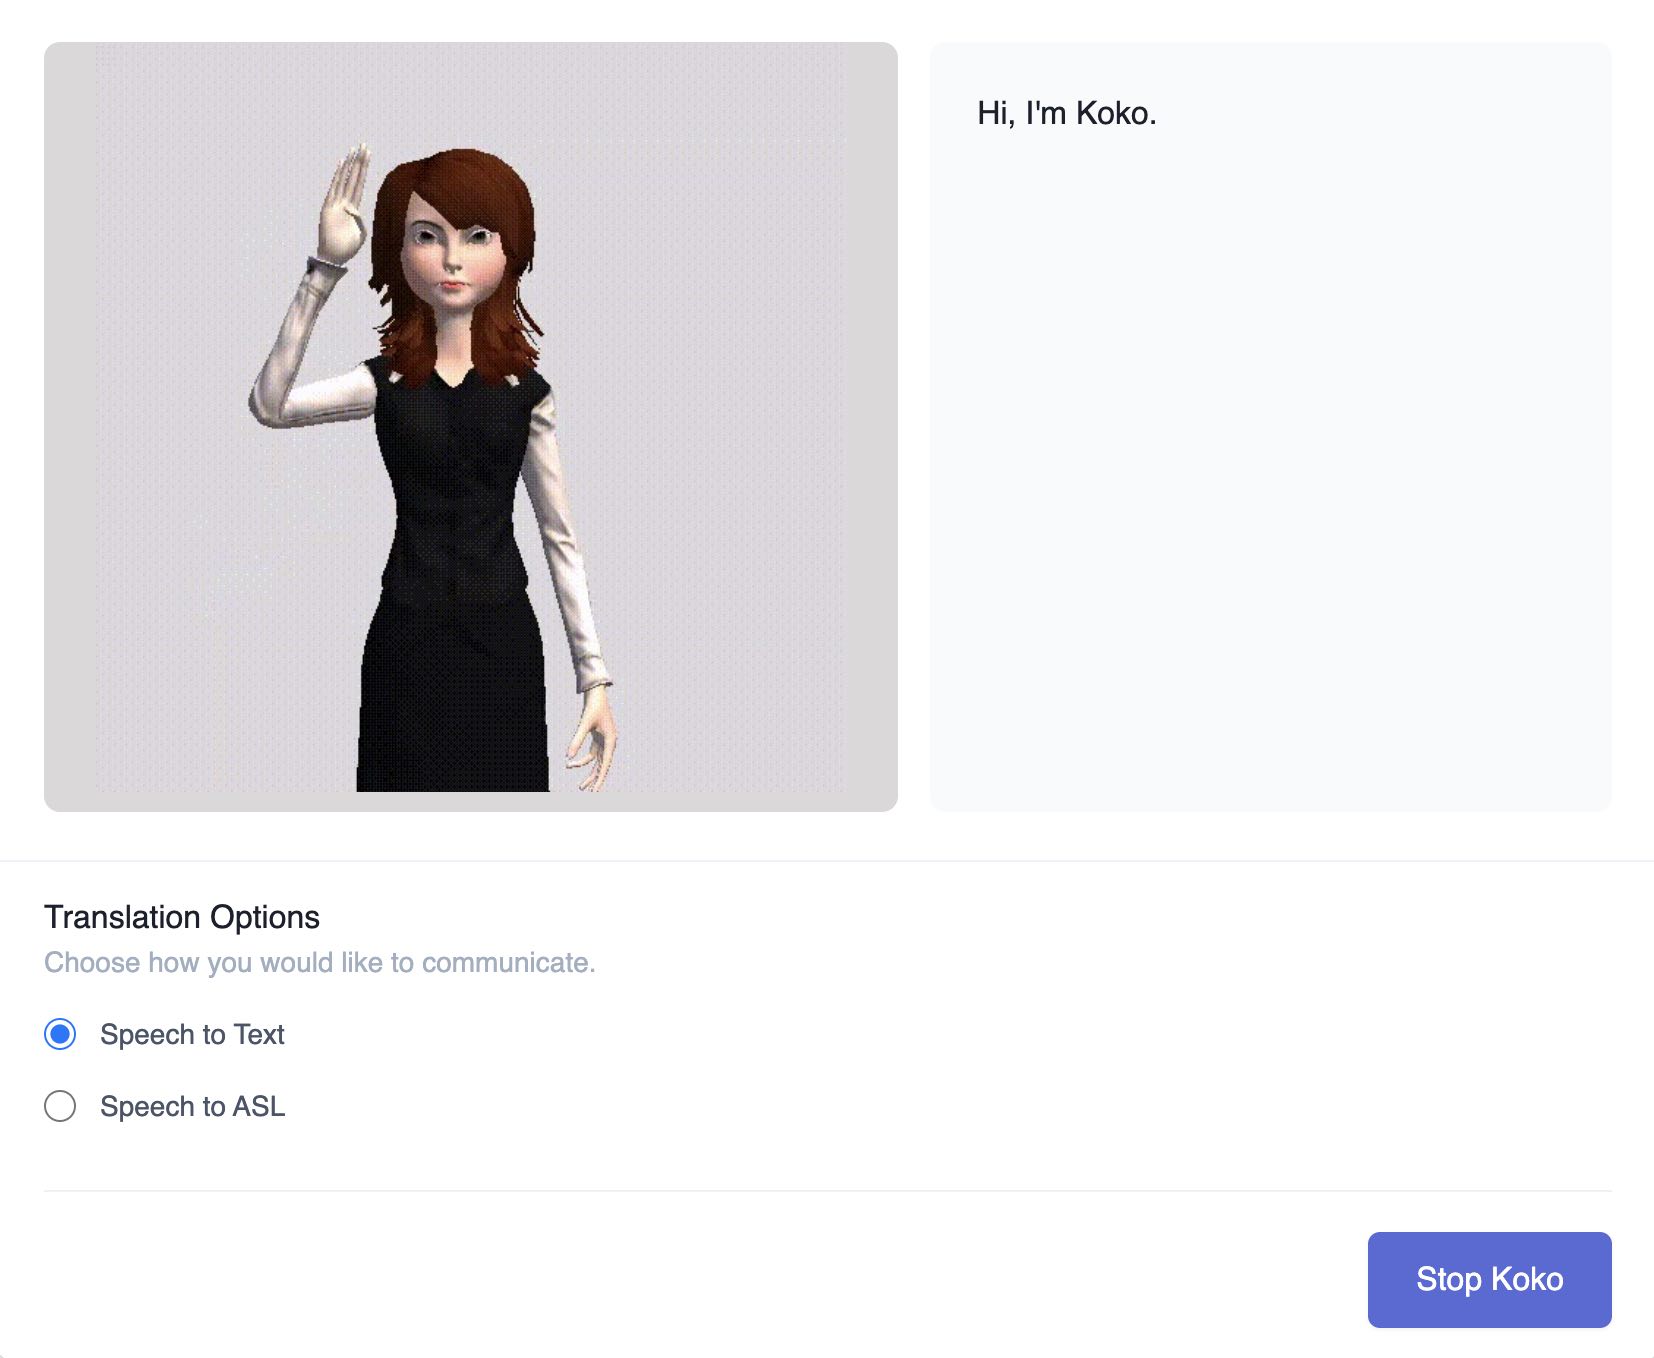 Hi, I'm Koko.
Translation Options
Choose how you would like to communicate.
Speech to Text
Speech to ASL
Stop Koko